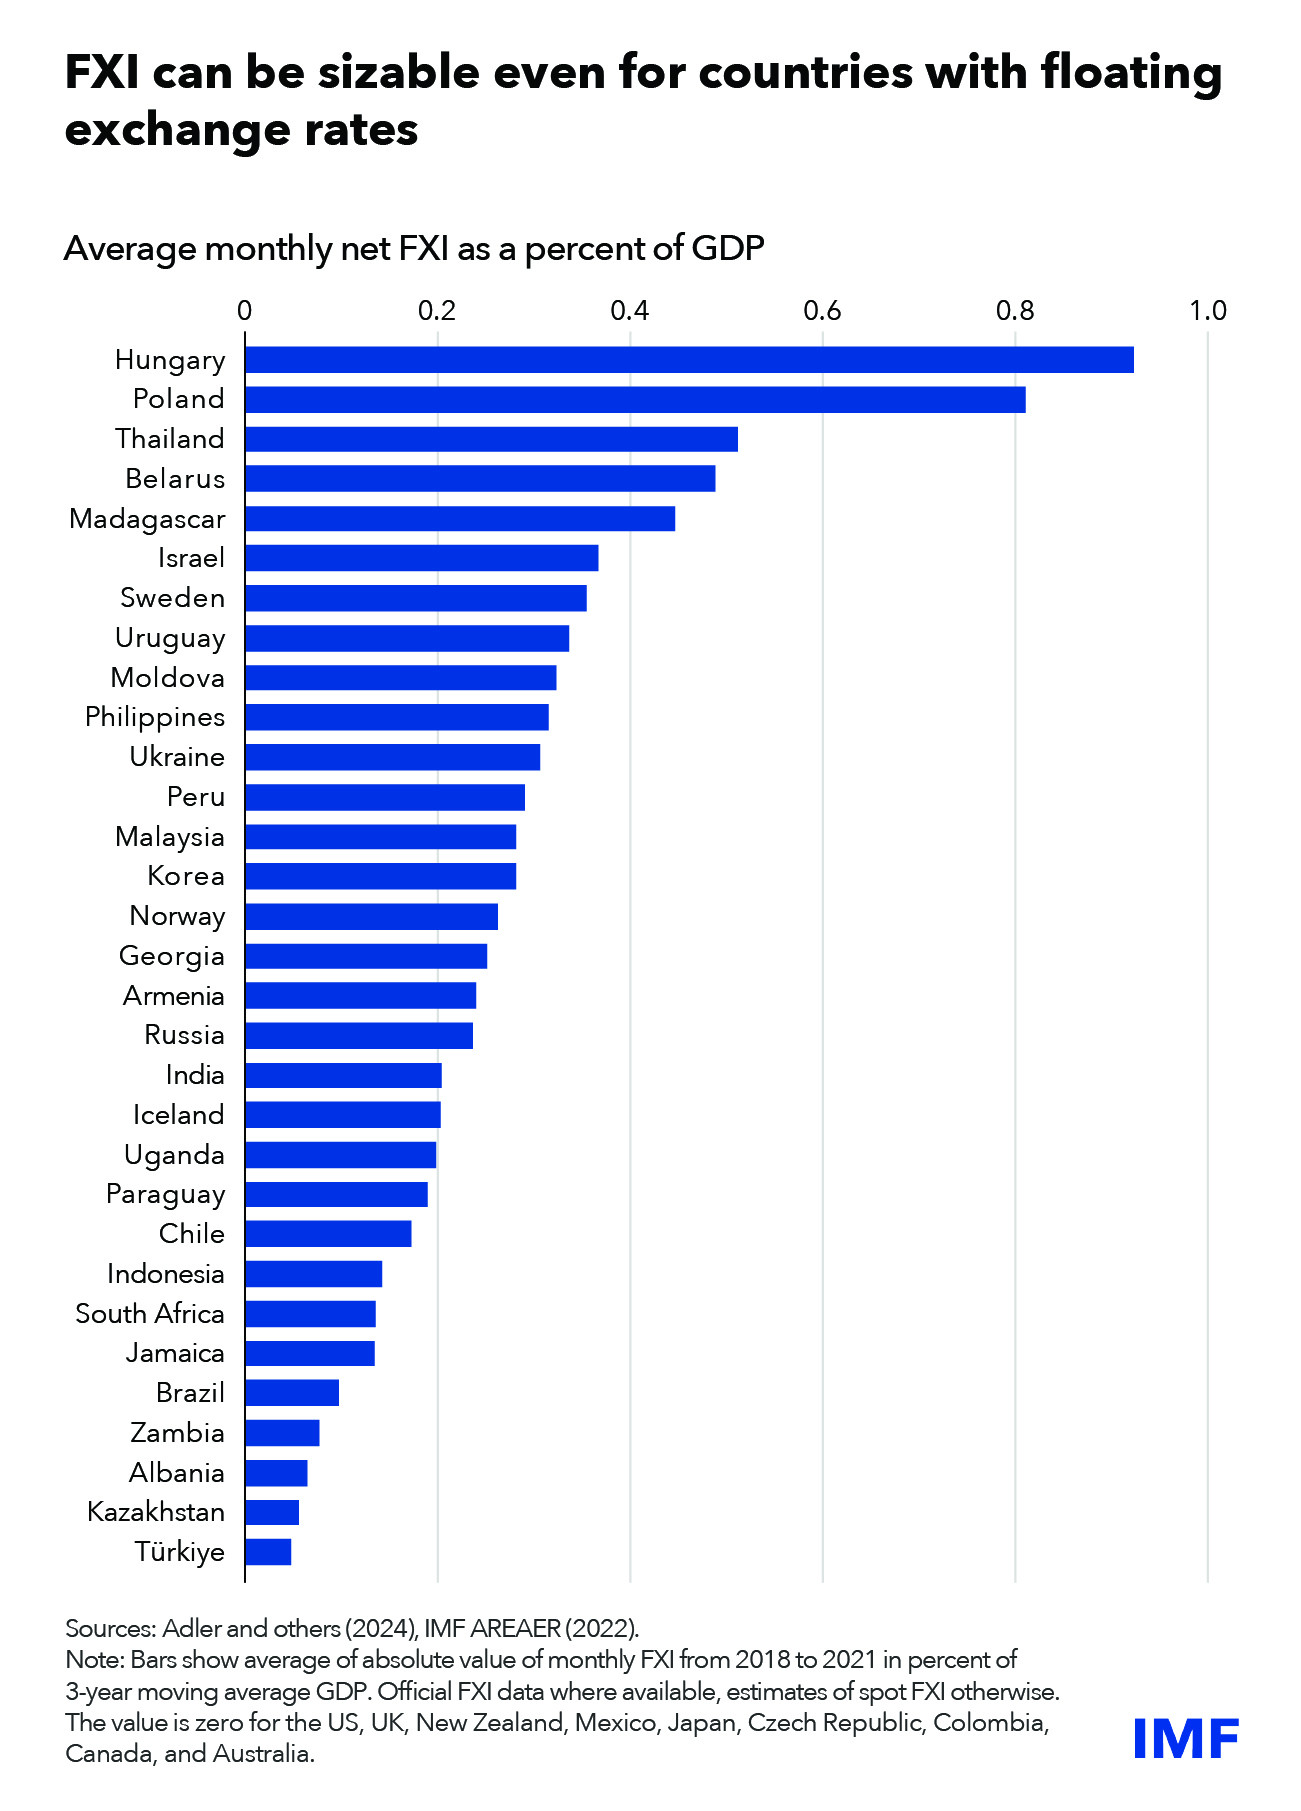 FXI can be sizable even for countries with floating
exchange rates
Average monthly net FXI as a percent of GDP
0 0.2 0.4 0.6 0.8 1.0
Hungary
Poland
Thailand
Belarus
Madagascar
Israel
Sweden
Uruguay
Moldova
Philippines
Ukraine
Peru
Malaysia
Korea
Norway
Georgia
Armenia
Russia
India
Iceland
Uganda
Paraguay
Chile
Indonesia
South Africa
Jamaica
Brazil
Zambia
Albania
Kazakhstan
Türkiye
Sources: Adler and others (2024), IMF AREAER (2022).
Note: Bars show average of absolute value of monthly FXI from 2018 to 2021 in percent of
3-year moving average GDP. Official FXI data where available, estimates of spot FXI otherwise.
The value is zero for the US, UK, New Zealand, Mexico, Japan, Czech Republic, Colombia,
Canada, and Australia.
IMF